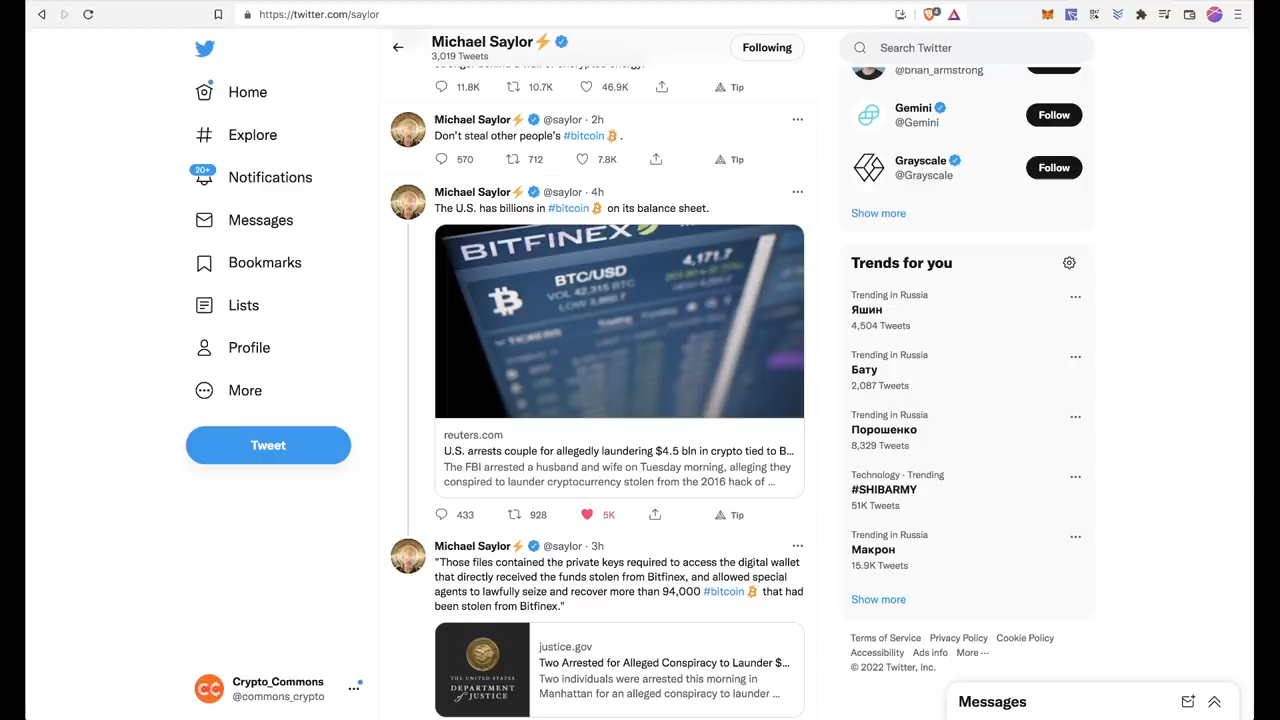 https://twitter.com/saylor
Michael Saylor⚡
3,019 Tweets
Following
Search Twitter
Home
Explore
20+
Notifications
Messages
Bookmarks
Lists
Profile
More
Tweet
Crypto_Commons
@commons_crypto
11.8K 10.7K 46.9K Tip
Michael Saylor⚡ @saylor · 2h
Don't steal other people's #bitcoin .
570 712 7.8K Tip
Michael Saylor⚡ @saylor · 4h
The U.S. has billions in #bitcoin on its balance sheet.
BITFINEX
BTC/USD
4,171.7
VOL 42,315 BTC
TICKERS
reuters.com
U.S. arrests couple for allegedly laundering $4.5 bln in crypto tied to B...
The FBI arrested a husband and wife on Tuesday morning, alleging they
conspired to launder cryptocurrency stolen from the 2016 hack of ...
433 928 5K Tip
Michael Saylor⚡ @saylor · 3h
"Those files contained the private keys required to access the digital wallet
that directly received the funds stolen from Bitfinex, and allowed special
agents to lawfully seize and recover more than 94,000 #bitcoin that had
been stolen from Bitfinex."
THE UNITED STATES
DEPARTMENT
of JUSTICE
justice.gov
Two Arrested for Alleged Conspiracy to Launder $...
Two individuals were arrested this morning in
Manhattan for an alleged conspiracy to launder ...
@brian_armstrong
Gemini
@Gemini
Follow
Grayscale
@Grayscale
Follow
Show more
Trends for you
Trending in Russia
Яшин
4,504 Tweets
Trending in Russia
Бату
2,087 Tweets
Trending in Russia
Порошенко
8,329 Tweets
Technology · Trending
#SHIBARMY
51K Tweets
Trending in Russia
Макрон
15.9K Tweets
Show more
Terms of Service Privacy Policy Cookie Policy
Accessibility Ads info More ···
© 2022 Twitter, Inc.
Messages